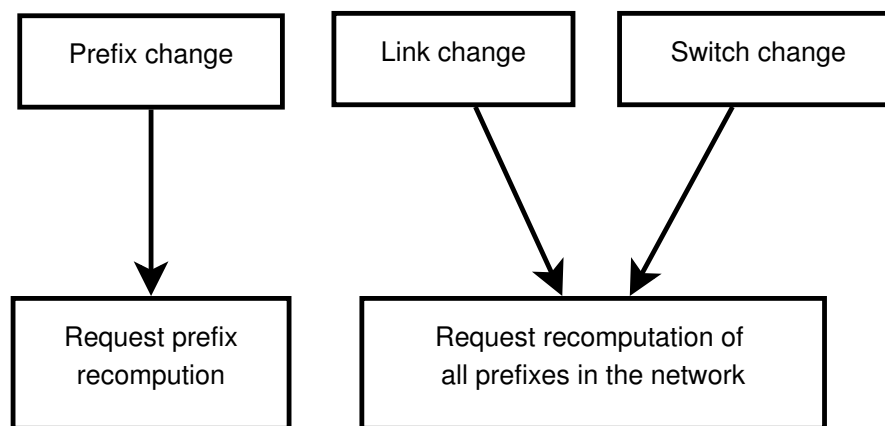 Prefix change
Link change
Switch change
Request prefix
recompution
Request recomputation of
all prefixes in the network